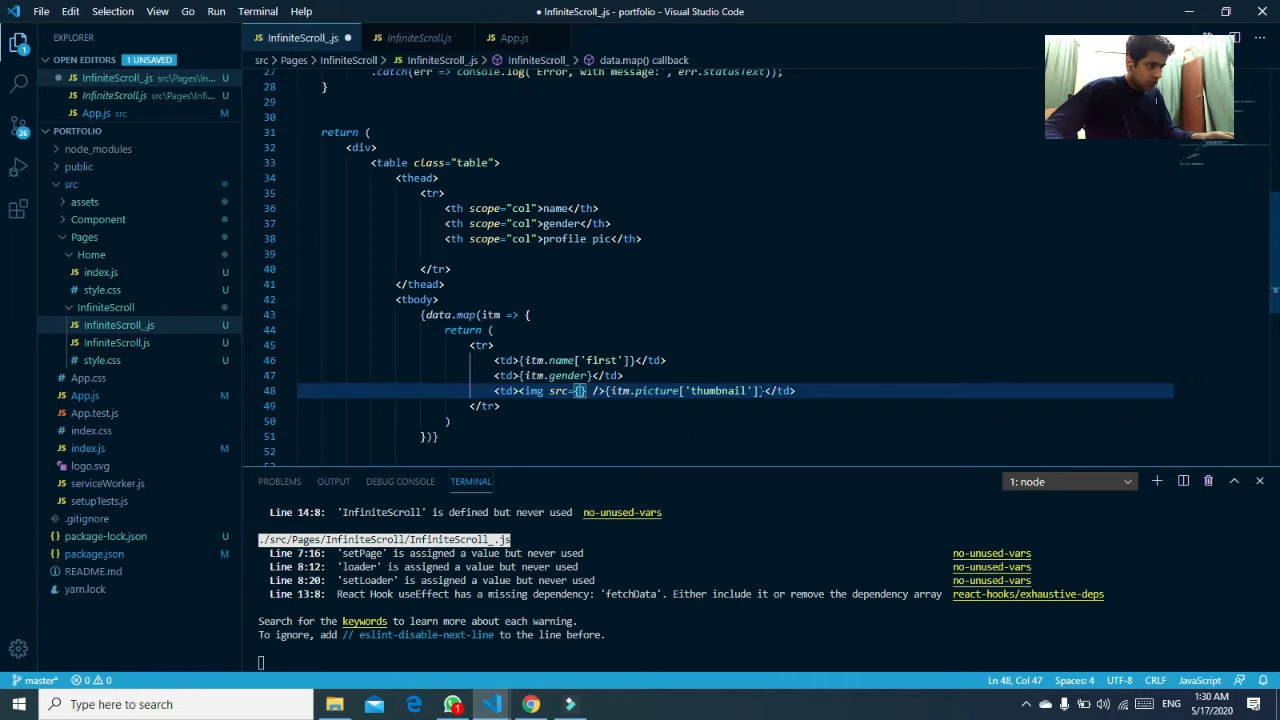 File Edit Selection View Go Run Terminal Help
● InfiniteScroll_.js - portfolio - Visual Studio Code
EXPLORER
InfiniteScroll_.js ●
InfiniteScroll.js
App.js
OPEN EDITORS 1 UNSAVED
src > Pages > InfiniteScroll > InfiniteScroll_.js > InfiniteScroll_ > data.map() callback
● InfiniteScroll_.js src\Pages\In... U
InfiniteScroll.js src\Pages\Infi... U
App.js src M
PORTFOLIO
node_modules
public
src
assets
Component
Pages
Home
index.js U
style.css U
InfiniteScroll
InfiniteScroll_.js U
InfiniteScroll.js U
style.css U
App.css
App.js M
App.test.js
index.css
index.js M
logo.svg
serviceWorker.js
setupTests.js
.gitignore
package-lock.json
package.json M
README.md
yarn.lock
27 .catch(err => console.log('Error, with message:', err.statusText));
28 }
29
30
31 return (
32 <div>
33 <table class="table">
34 <thead>
35 <tr>
36 <th scope="col">name</th>
37 <th scope="col">gender</th>
38 <th scope="col">profile pic</th>
39
40 </tr>
41 </thead>
42 <tbody>
43 {data.map(itm => {
44 return (
45 <tr>
46 <td>{itm.name['first']}</td>
47 <td>{itm.gender}</td>
48 <td><img src={} />{itm.picture['thumbnail']}</td>
49 </tr>
50 )
51 })}
52
PROBLEMS OUTPUT DEBUG CONSOLE TERMINAL 1: node
Line 14:8: 'InfiniteScroll' is defined but never used no-unused-vars
./src/Pages/InfiniteScroll/InfiniteScroll_.js
Line 7:16: 'setPage' is assigned a value but never used no-unused-vars
Line 8:12: 'loader' is assigned a value but never used no-unused-vars
Line 8:20: 'setLoader' is assigned a value but never used no-unused-vars
Line 13:8: React Hook useEffect has a missing dependency: 'fetchData'. Either include it or remove the dependency array react-hooks/exhaustive-deps
Search for the keywords to learn more about each warning.
To ignore, add // eslint-disable-next-line to the line before.
1
26
master* 0 0
Ln 48, Col 47 Spaces: 4 UTF-8 CRLF JavaScript
Type here to search
1
ENG
1:30 AM
5/17/2020